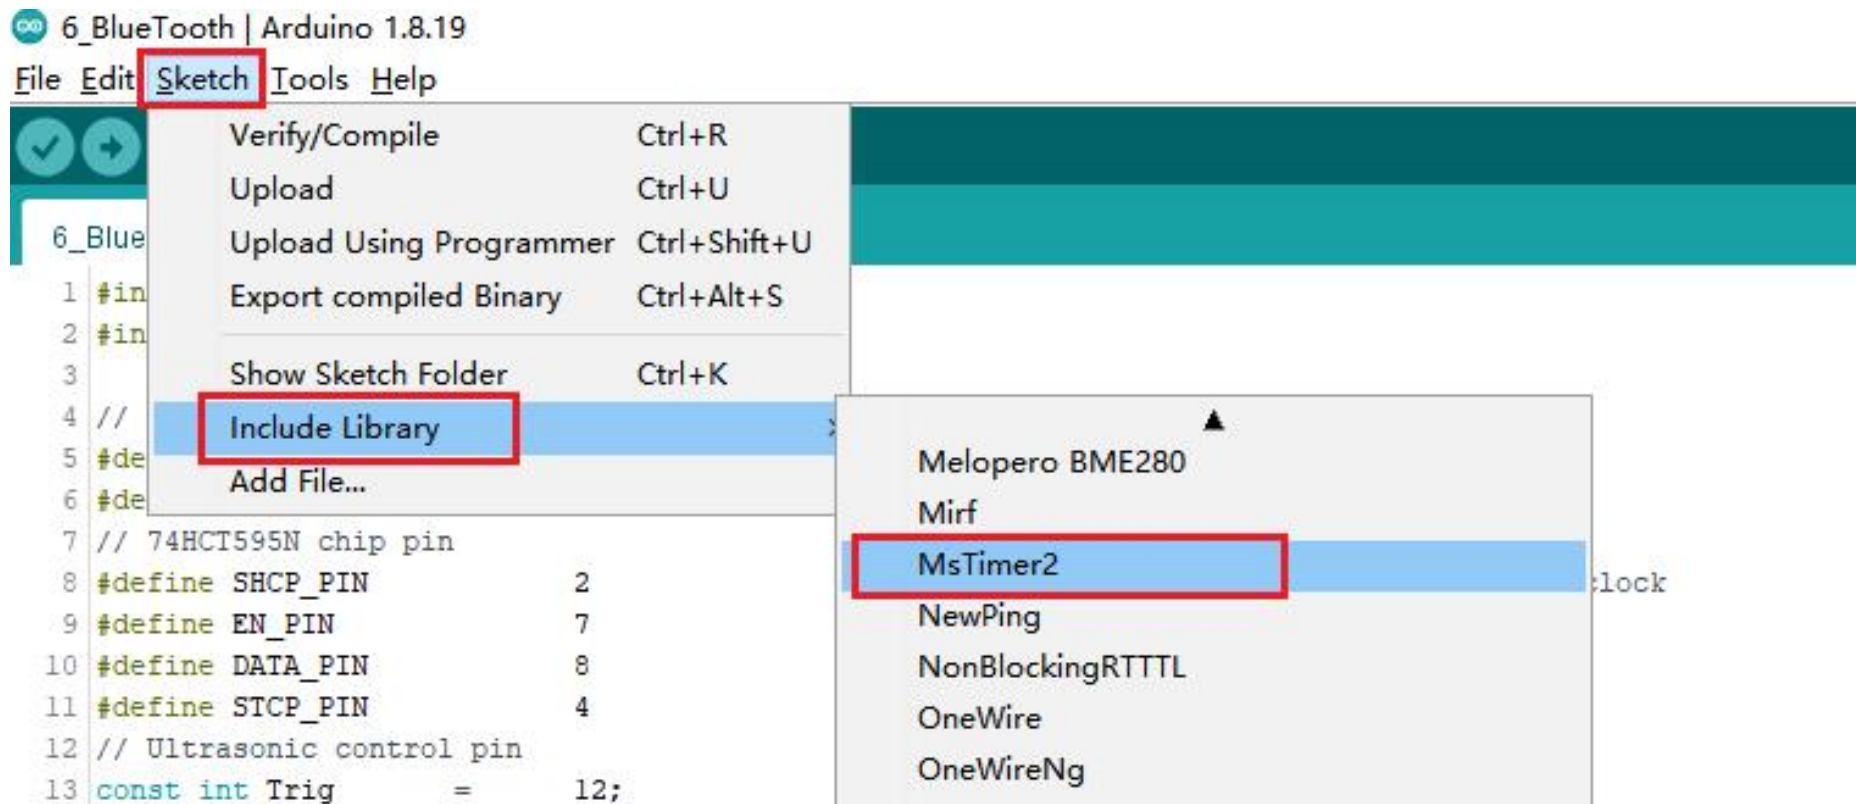 6_BlueTooth | Arduino 1.8.19
File Edit Sketch Tools Help
Verify/Compile Ctrl+R
Upload Ctrl+U
6_Blue
Upload Using Programmer Ctrl+Shift+U
1 #in
Export compiled Binary Ctrl+Alt+S
2 #in
3
Show Sketch Folder Ctrl+K
4 //
Include Library
5 #de
Melopero BME280
Add File...
6 #de
Mirf
7 // 74HCT595N chip pin
MsTimer2
8 #define SHCP_PIN 2 clock
NewPing
9 #define EN_PIN 7
10 #define DATA_PIN 8
NonBlockingRTTTL
11 #define STCP_PIN 4
OneWire
12 // Ultrasonic control pin
OneWireNg
13 const int Trig = 12;